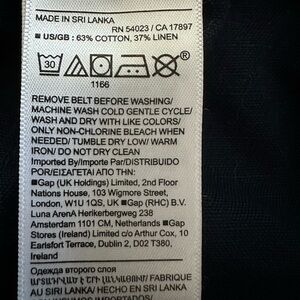 MADE IN SRI LANKA
RN 54023 / CA 17897
■ US/GB : 63% COTTON, 37% LINEN
30
1166
REMOVE BELT BEFORE WASHING/
MACHINE WASH COLD GENTLE CYCLE/
WASH AND DRY WITH LIKE COLORS/
ONLY NON-CHLORINE BLEACH WHEN
NEEDED/ TUMBLE DRY LOW/ WARM
IRON/ DO NOT DRY CLEAN
Imported By/Importe Par/DISTRIBUIDO
POR/ΕΙΣΑΓΕΤΑΙ ΑΠΟ ΤΗΝ:
■Gap (UK Holdings) Limited, 2nd Floor
Nations House, 103 Wigmore Street,
London, W1U 1QS, UK ■Gap (RHC) B.V.
Luna ArenA Herikerbergweg 238
Amsterdam 1101 CM, Netherlands ■Gap
Stores (Ireland) Limited c/o Arthur Cox, 10
Earlsfort Terrace, Dublin 2, D02 T380,
Ireland
Одежда второго слоя
ԱՐՏԱԴՐՎԱԾ Է ՇՐԻ ԼԱՆԿԱՅՈՒՄ/ FABRIQUE
AU SRI LANKA/ HECHO EN SRI LANKA